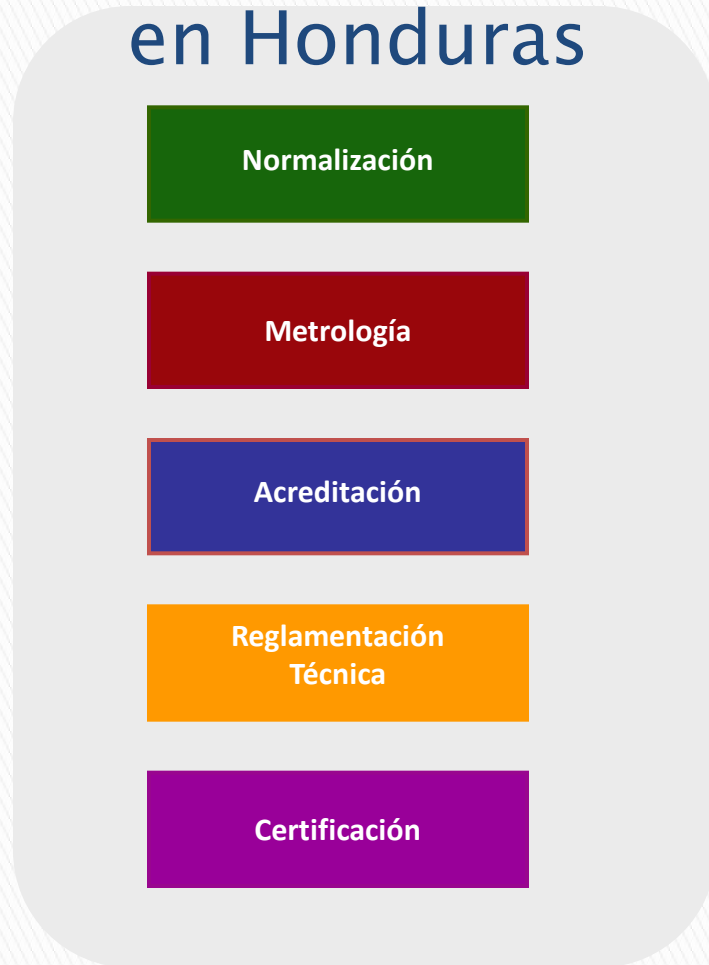 en Honduras
Normalización
Metrología
Acreditación
Reglamentación
Técnica
Certificación